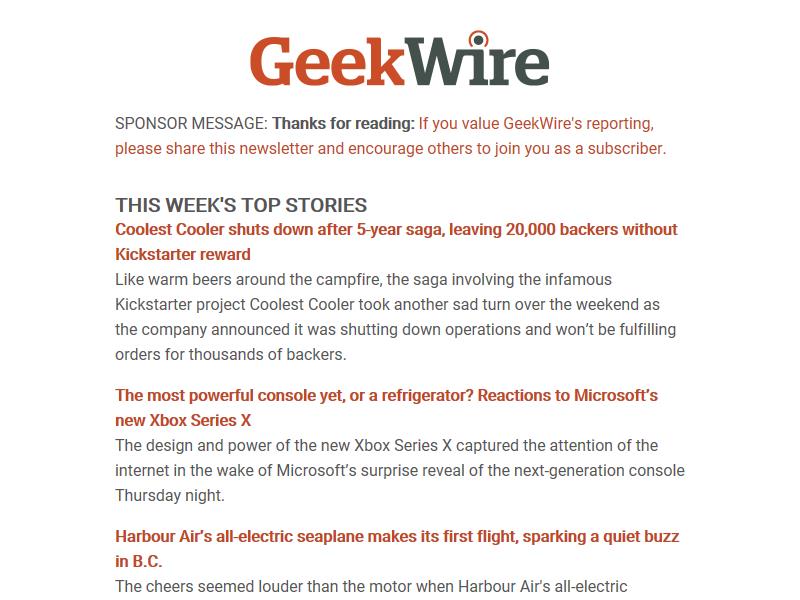 GeekWire
SPONSOR MESSAGE: Thanks for reading: If you value GeekWire's reporting,
please share this newsletter and encourage others to join you as a subscriber.
THIS WEEK'S TOP STORIES
Coolest Cooler shuts down after 5-year saga, leaving 20,000 backers without
Kickstarter reward
Like warm beers around the campfire, the saga involving the infamous
Kickstarter project Coolest Cooler took another sad turn over the weekend as
the company announced it was shutting down operations and won’t be fulfilling
orders for thousands of backers.
The most powerful console yet, or a refrigerator? Reactions to Microsoft’s
new Xbox Series X
The design and power of the new Xbox Series X captured the attention of the
internet in the wake of Microsoft’s surprise reveal of the next-generation console
Thursday night.
Harbour Air’s all-electric seaplane makes its first flight, sparking a quiet buzz
in B.C.
The cheers seemed louder than the motor when Harbour Air's all-electric